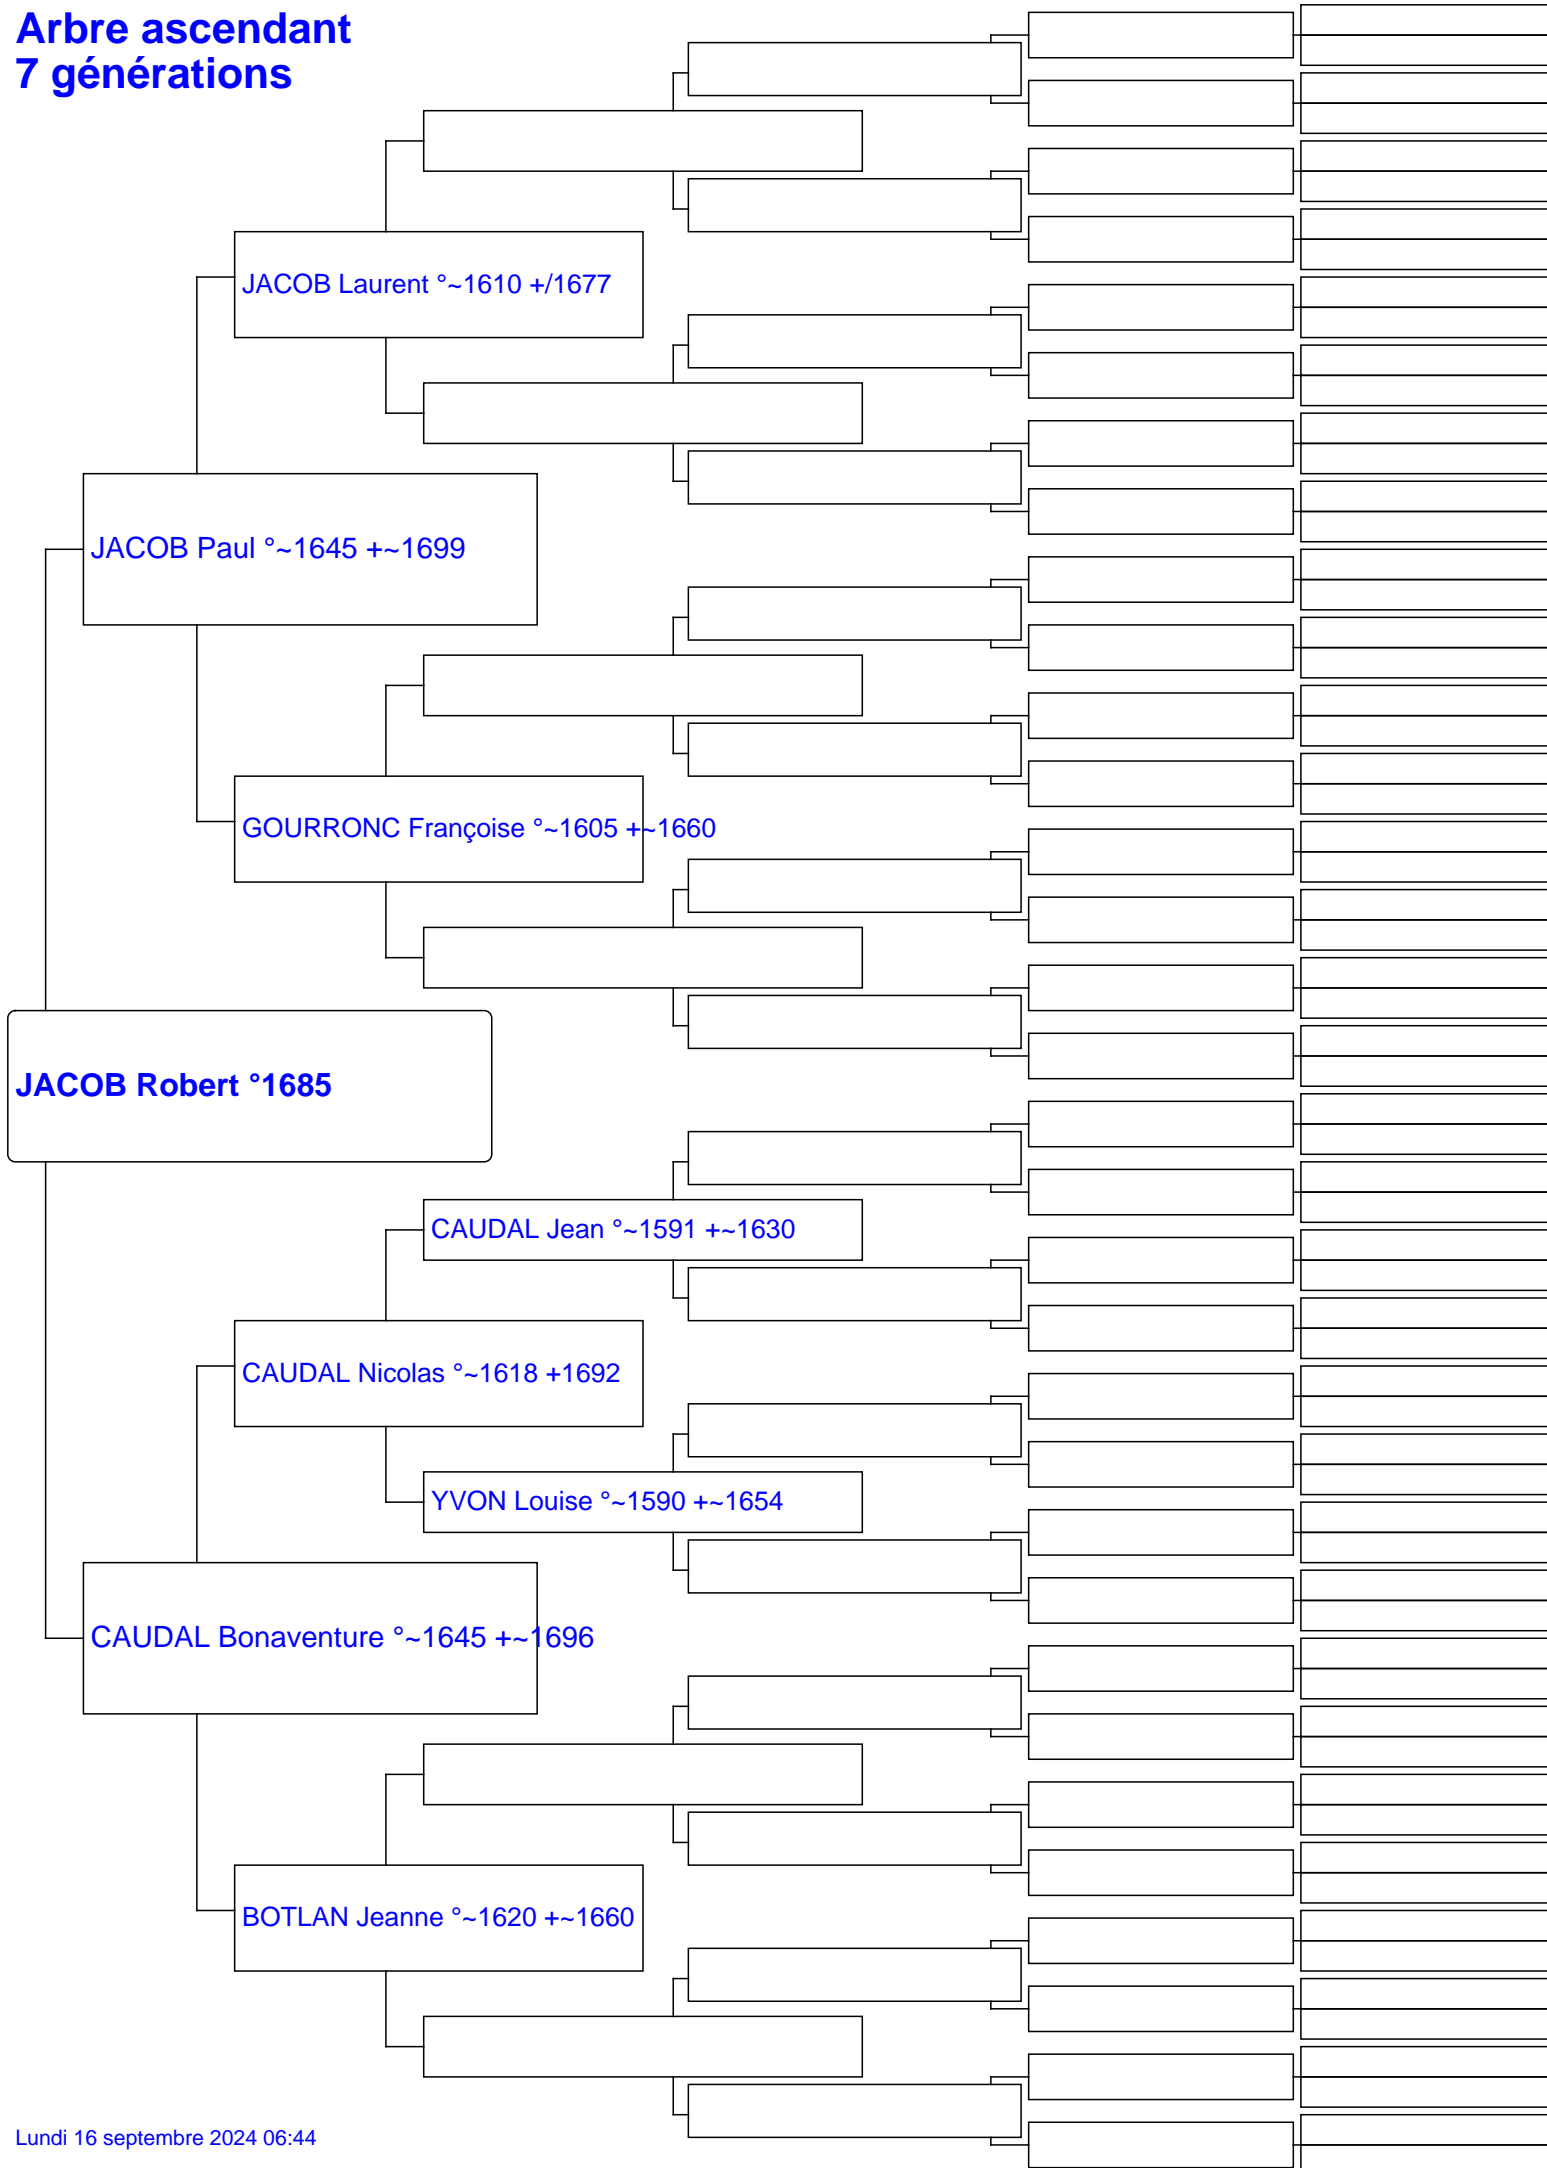 Arbre ascendant
7 générations
JACOB Laurent °~1610 +/1677
JACOB Paul °~1645 +~1699
GOURRONC Françoise °~1605 +~1660
JACOB Robert °1685
CAUDAL Jean °~1591 +~1630
CAUDAL Nicolas °~1618 +1692
YVON Louise °~1590 +~1654
CAUDAL Bonaventure °~1645 +~1696
BOTLAN Jeanne °~1620 +~1660
Lundi 16 septembre 2024 06:44